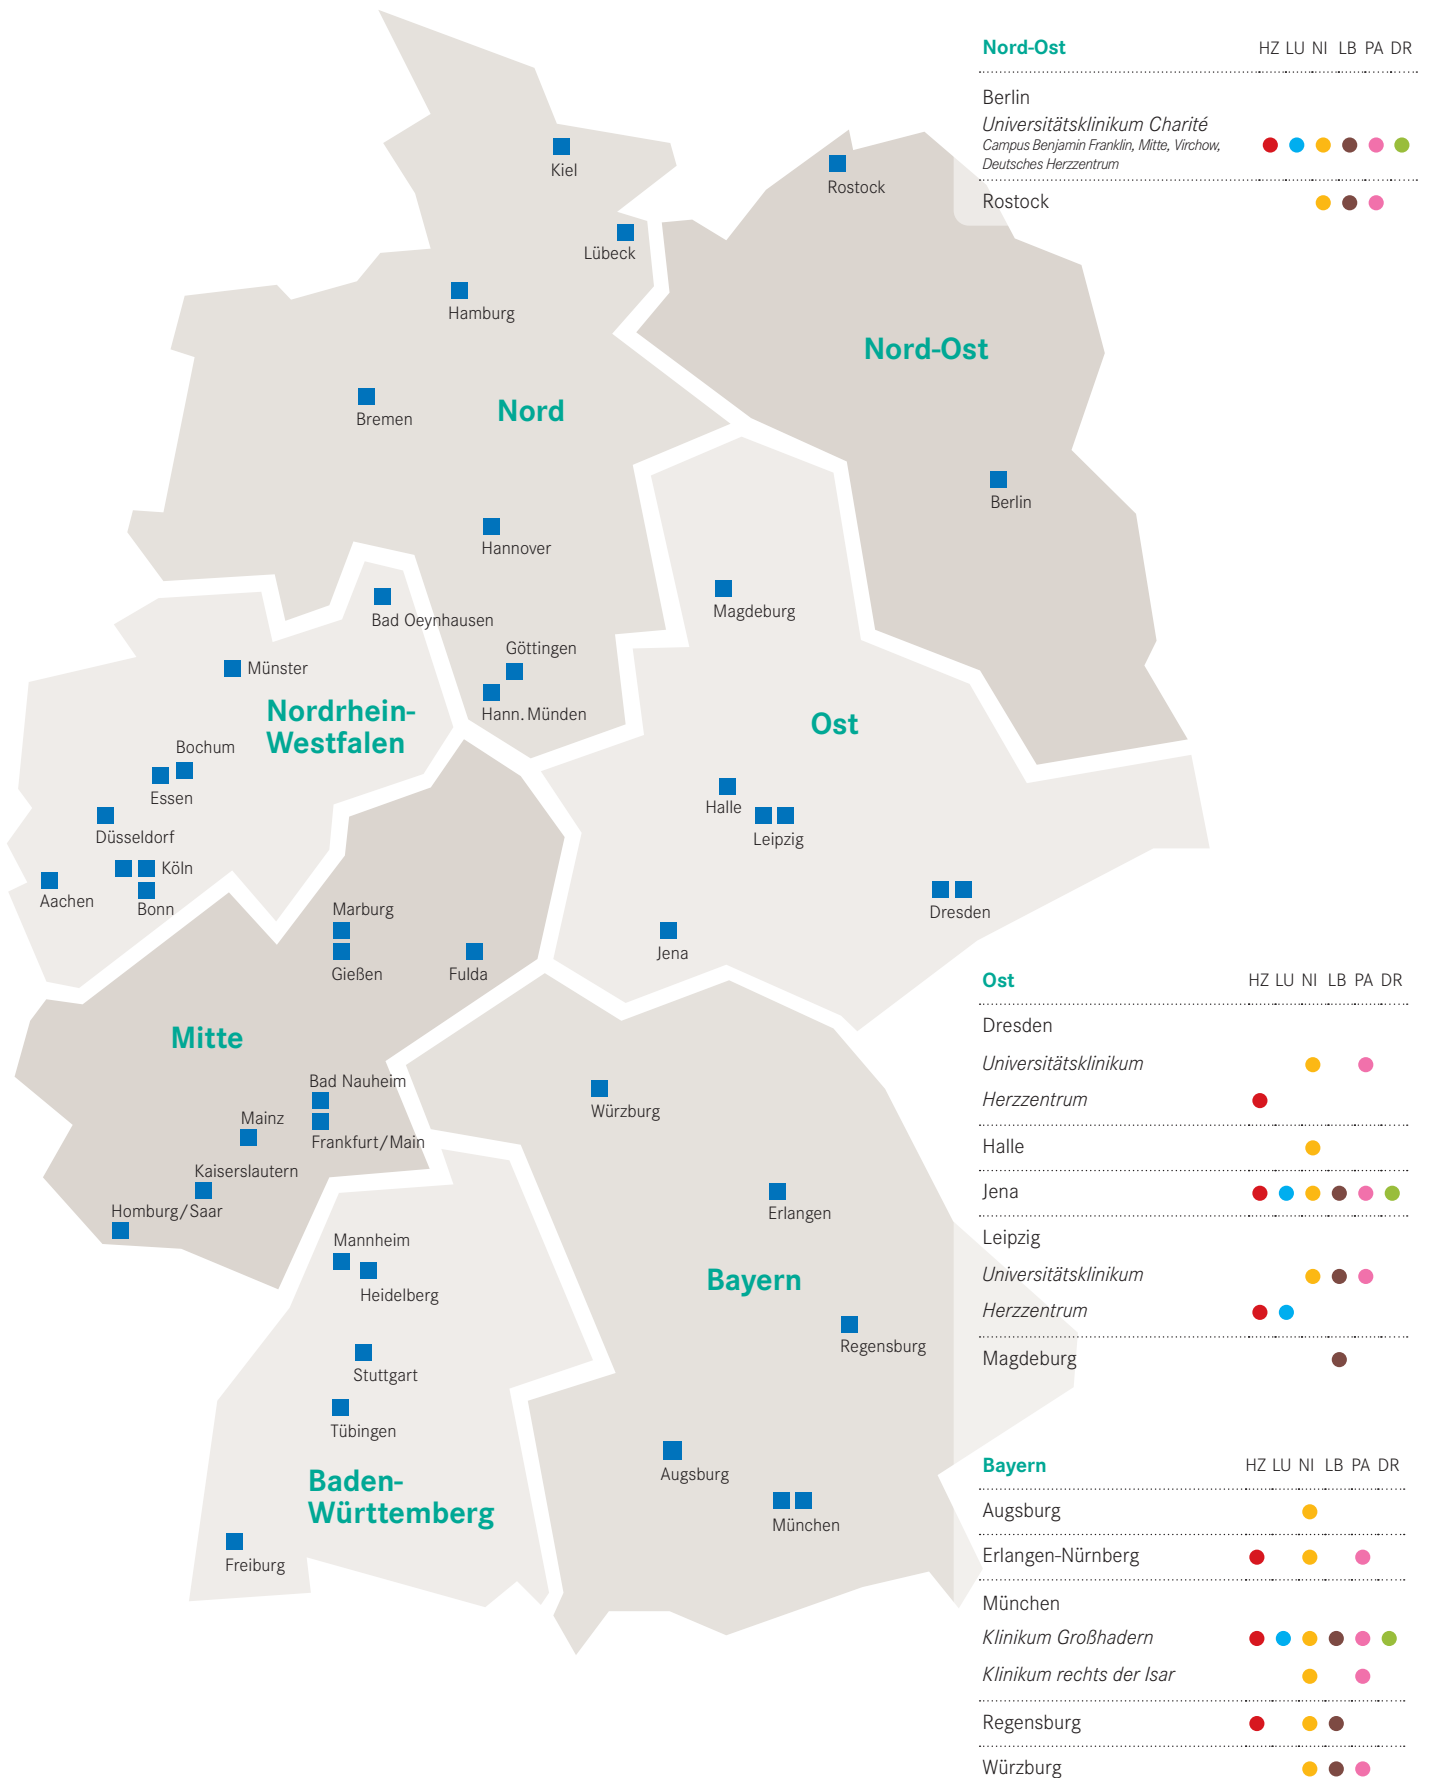 Nord-Ost HZ LU NI LB PA DR
Berlin
Universitätsklinikum Charité
Campus Benjamin Franklin, Mitte, Virchow,
Deutsches Herzzentrum
Rostock
Kiel
Rostock
Lübeck
Hamburg
Nord-Ost
Bremen
Nord
Berlin
Hannover
Bad Oeynhausen
Magdeburg
Göttingen
Münster
Hann. Münden
Nordrhein-
Westfalen
Ost
Bochum
Essen
Halle
Düsseldorf
Leipzig
Köln
Aachen
Bonn
Marburg
Dresden
Gießen
Fulda
Jena
Mitte
Bad Nauheim
Mainz
Würzburg
Frankfurt/Main
Kaiserslautern
Homburg/Saar
Erlangen
Mannheim
Bayern
Heidelberg
Regensburg
Stuttgart
Tübingen
Augsburg
Baden-
Württemberg
München
Freiburg
Ost HZ LU NI LB PA DR
Dresden
Universitätsklinikum
Herzzentrum
Halle
Jena
Leipzig
Universitätsklinikum
Herzzentrum
Magdeburg
Bayern HZ LU NI LB PA DR
Augsburg
Erlangen-Nürnberg
München
Klinikum Großhadern
Klinikum rechts der Isar
Regensburg
Würzburg